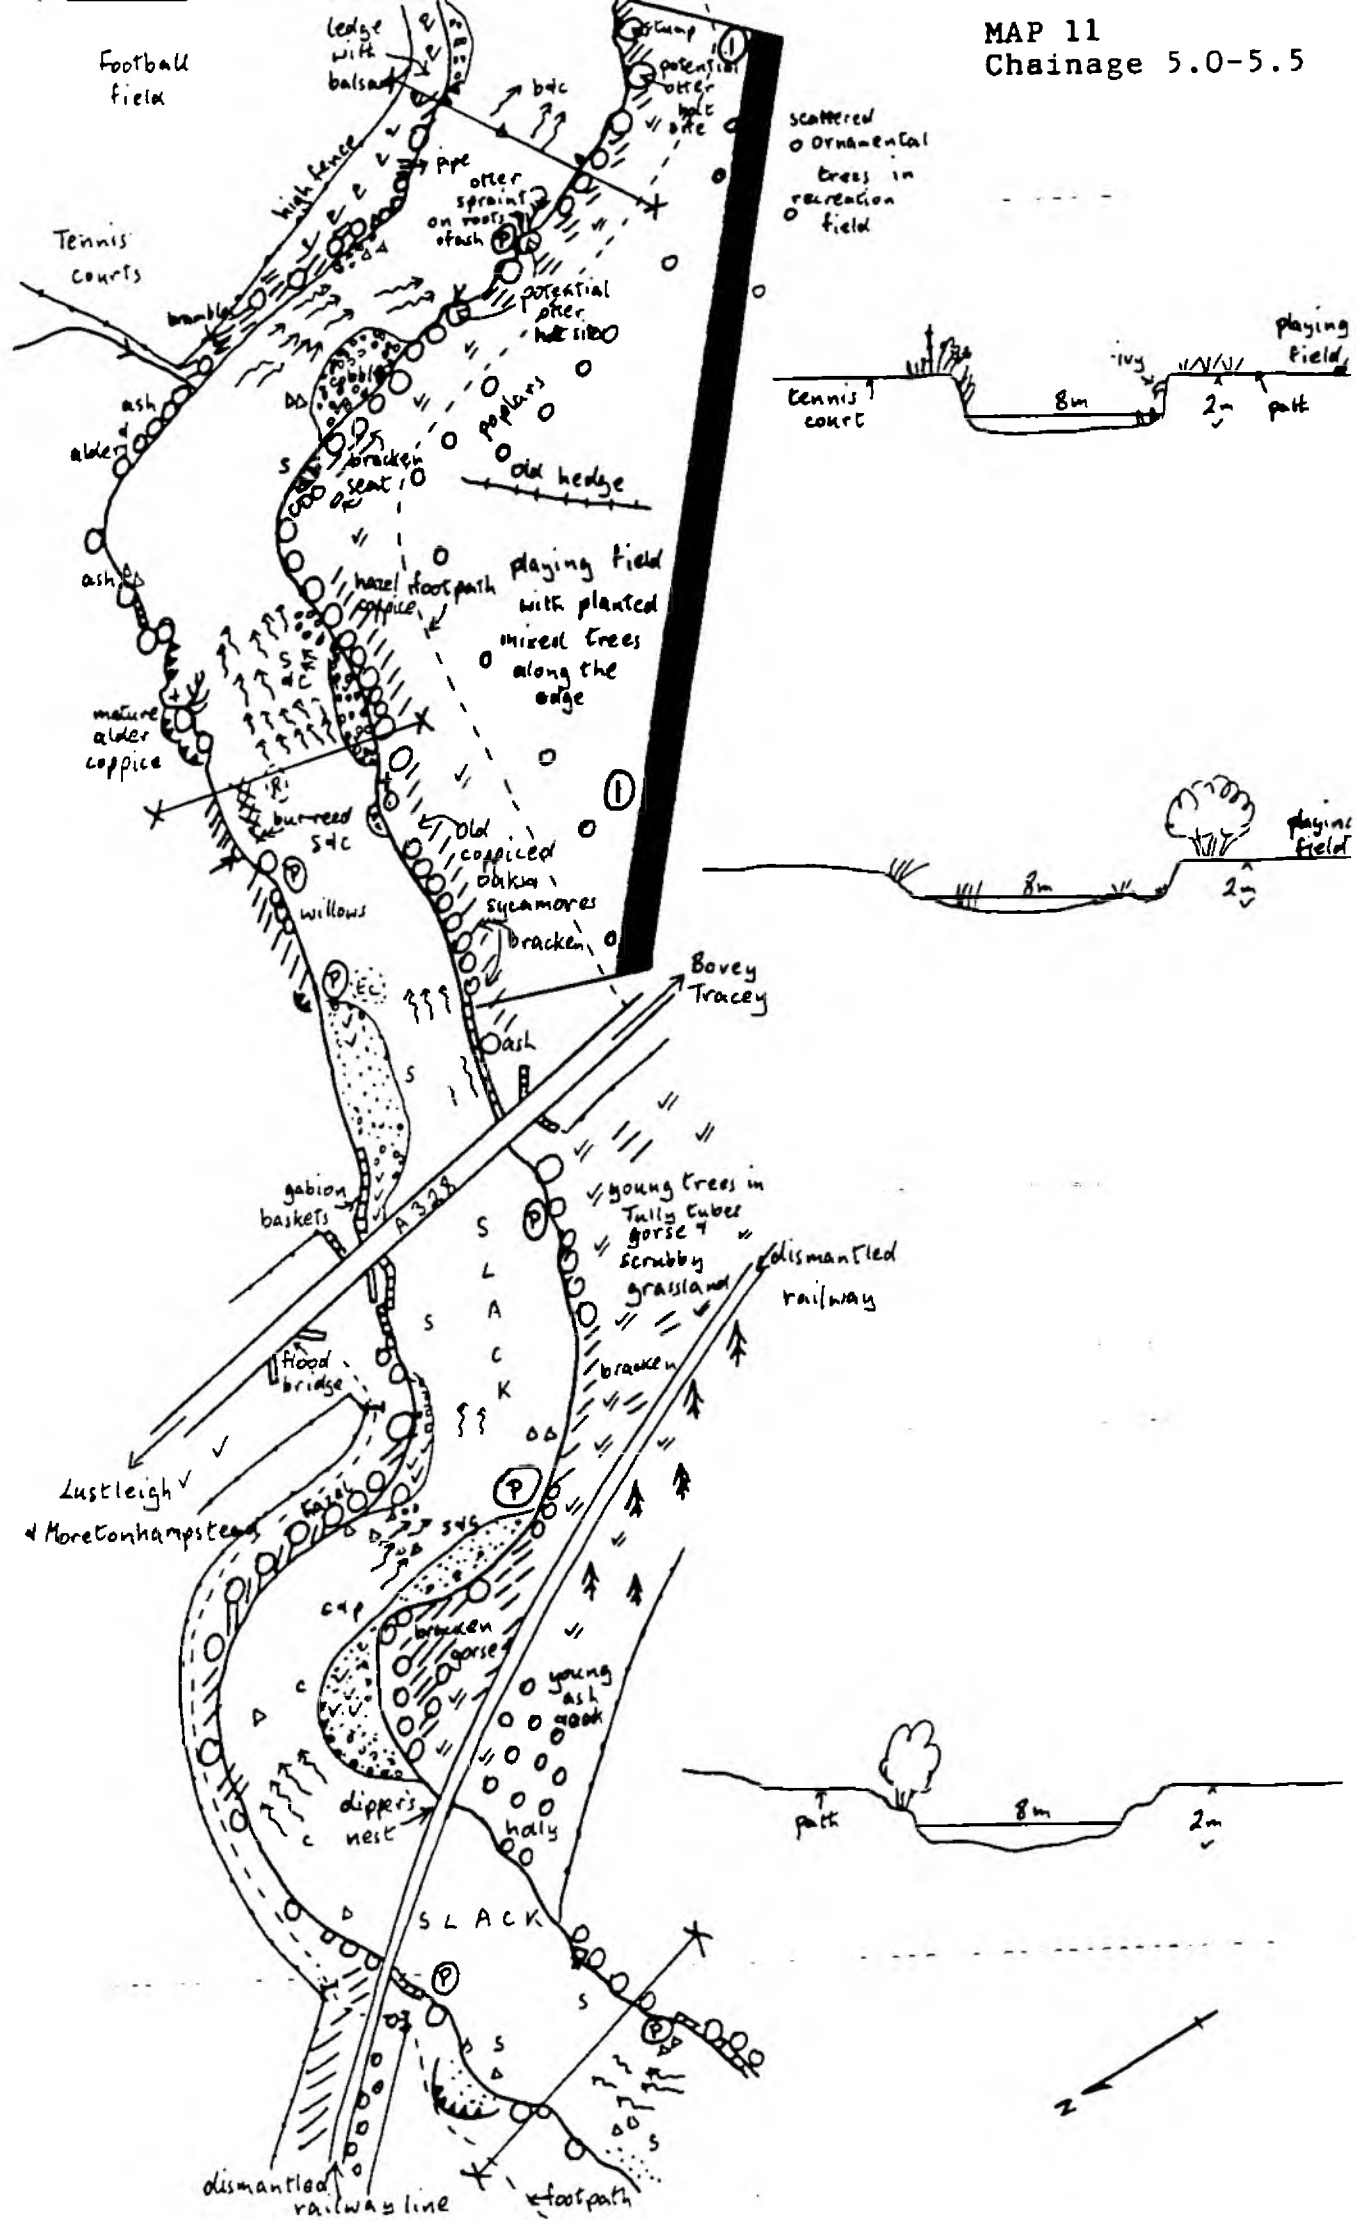 MAP 11
Chainage 5.0-5.5
Football
field
ledge
with
balsam
stump
1
potential
otter
holt
site
b&c
scattered
ornamental
trees in
recreation
field
high fence
pipe
otter
spraint
on roots
of ash
P
Tennis
courts
brambles
potential
otter
holt site
cobble
poplars
ash
&
alder
S
bracken
seat
old hedge
tennis
court
8m
ivy
2m
path
playing
field
ash
hazel
coppice
footpath
playing field
with planted
mixed trees
along the
edge
S
&C
mature
alder
coppice
R
bur-reed
S&C
1
old
coppiced
oaks &
sycamores
bracken
P
willows
8m
2m
playing
field
P
EC
S
Bovey
Tracey
ash
gabion
baskets
A 328
P
young trees in
Tully tubes
gorse &
scrubby
grassland
dismantled
railway
S
L
A
C
K
S
flood
bridge
bracken
Lustleigh
& Moretonhampstead
hazel
P
S&G
C&P
bracken
gorse
C
young
ash
& oak
dipper's
nest
C
holly
path
8m
2m
SLACK
P
S
P
S
S
N
dismantled
railway line
footpath